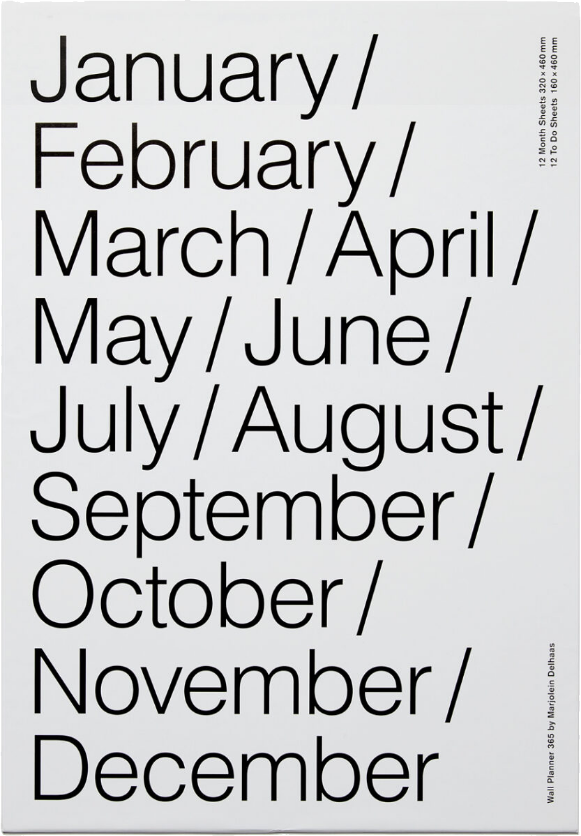 January /
February /
March / April /
May / June /
July / August /
September /
October /
November /
December
12 Month Sheets 320 × 460 mm
12 To Do Sheets 160 × 460 mm
Wall Planner 365 by Marjolein Delhaas